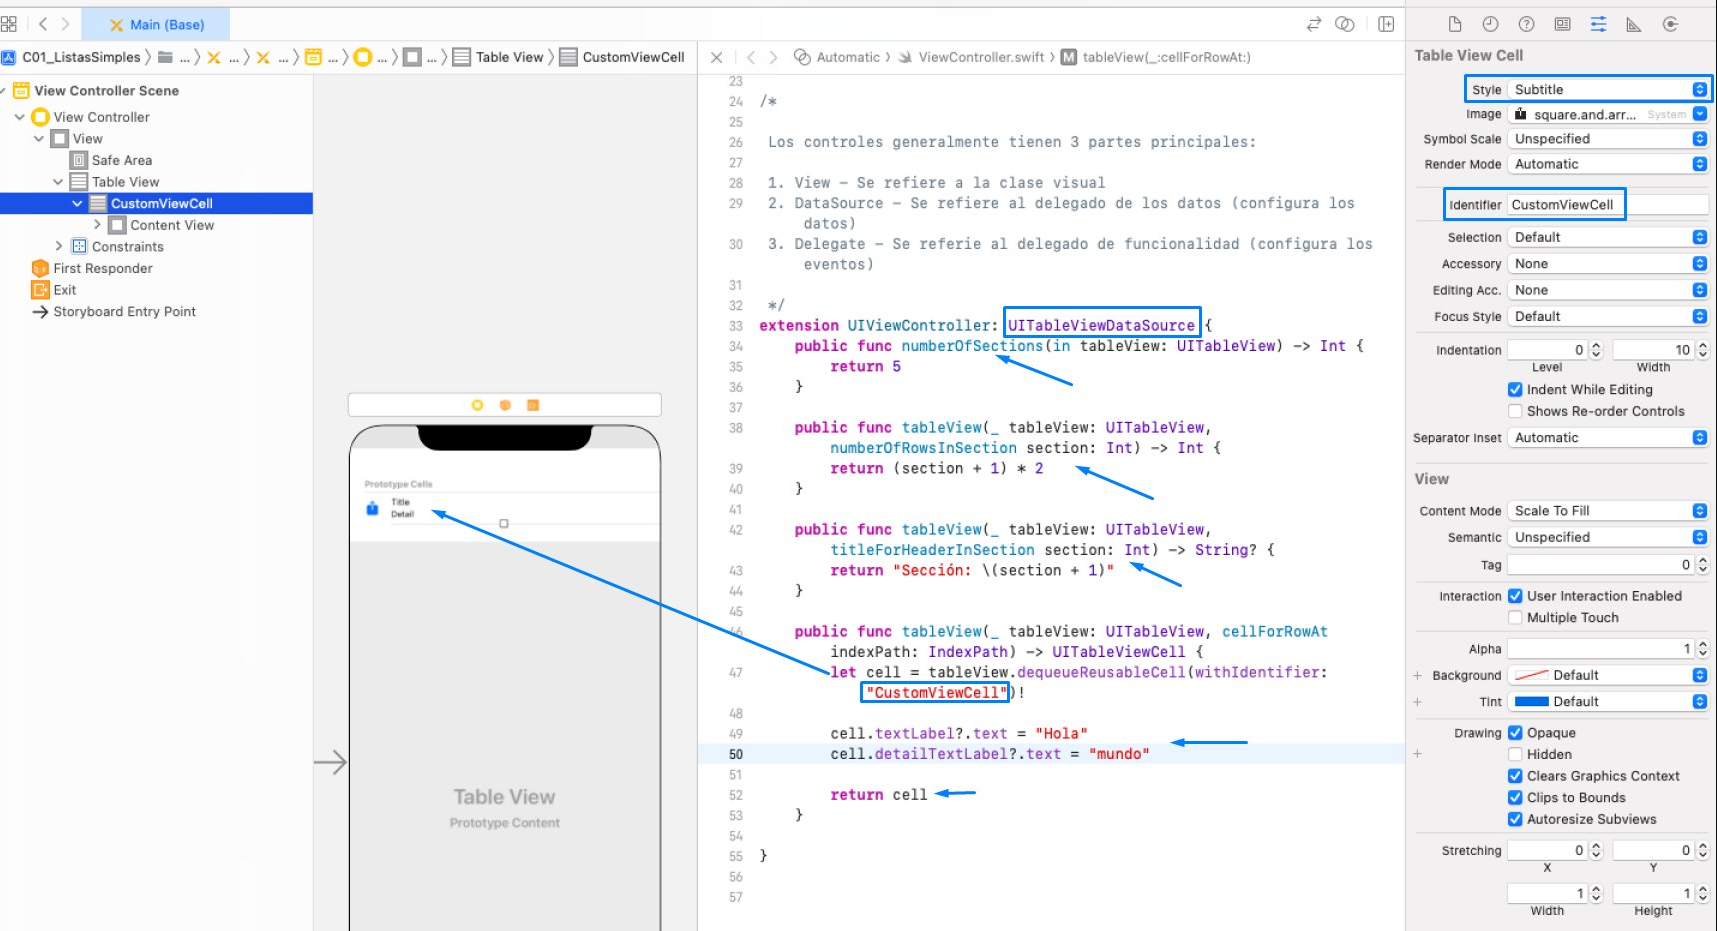 Main (Base)
C01_ListasSimples
...
...
...
...
...
...
Table View
CustomViewCell
Automatic
ViewController.swift
M
tableView(_:cellForRowAt:)
View Controller Scene
View Controller
View
Safe Area
Table View
CustomViewCell
Content View
Constraints
First Responder
Exit
Storyboard Entry Point
Prototype Cells
Title
Detail
Table View
Prototype Content
23
24 /*
25
26 Los controles generalmente tienen 3 partes principales:
27
28 1. View – Se refiere a la clase visual
29 2. DataSource – Se refiere al delegado de los datos (configura los
datos)
30 3. Delegate – Se referie al delegado de funcionalidad (configura los
eventos)
31
32 */
33 extension UIViewController: UITableViewDataSource {
34 public func numberOfSections(in tableView: UITableView) -> Int {
35 return 5
36 }
37
38 public func tableView(_ tableView: UITableView,
numberOfRowsInSection section: Int) -> Int {
39 return (section + 1) * 2
40 }
41
42 public func tableView(_ tableView: UITableView,
titleForHeaderInSection section: Int) -> String? {
43 return "Sección: \(section + 1)"
44 }
45
46 public func tableView(_ tableView: UITableView, cellForRowAt
indexPath: IndexPath) -> UITableViewCell {
47 let cell = tableView.dequeueReusableCell(withIdentifier:
"CustomViewCell")!
48
49 cell.textLabel?.text = "Hola"
50 cell.detailTextLabel?.text = "mundo"
51
52 return cell
53 }
54
55 }
56
57
Table View Cell
Style Subtitle
Image square.and.arr... System
Symbol Scale Unspecified
Render Mode Automatic
Identifier CustomViewCell
Selection Default
Accessory None
Editing Acc. None
Focus Style Default
Indentation 0 10
Level Width
Indent While Editing
Shows Re-order Controls
Separator Inset Automatic
View
Content Mode Scale To Fill
Semantic Unspecified
Tag 0
Interaction User Interaction Enabled
Multiple Touch
Alpha 1
+ Background Default
+ Tint Default
Drawing Opaque
+ Hidden
Clears Graphics Context
Clips to Bounds
Autoresize Subviews
Stretching 0 0
X Y
1 1
Width Height